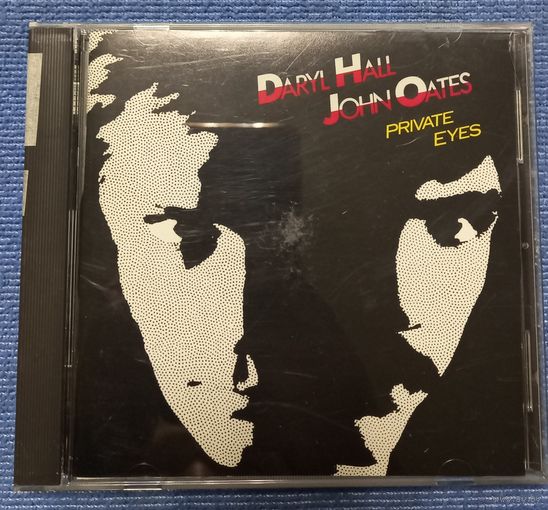 DARYL HALL
JOHN OATES
PRIVATE
EYES